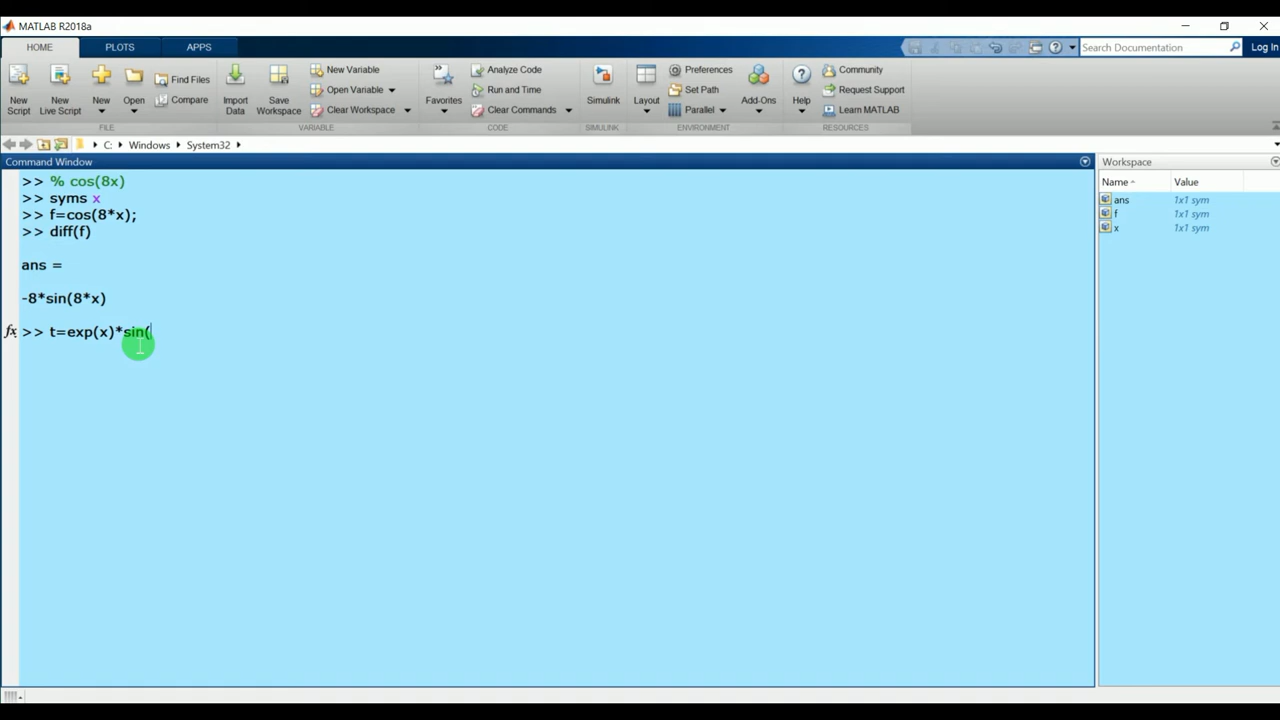 MATLAB R2018a
HOME PLOTS APPS Search Documentation Log In
New Script New Live Script New Open Find Files Compare Import Data Save Workspace New Variable Open Variable Clear Workspace Favorites Analyze Code Run and Time Clear Commands Simulink Layout Preferences Set Path Parallel Add-Ons Help Community Request Support Learn MATLAB
FILE VARIABLE CODE SIMULINK ENVIRONMENT RESOURCES
C: Windows System32
Command Window
>> % cos(8x)
>> syms x
>> f=cos(8*x);
>> diff(f)
ans =
-8*sin(8*x)
fx >> t=exp(x)*sin(
Workspace
Name Value
ans 1x1 sym
f 1x1 sym
x 1x1 sym